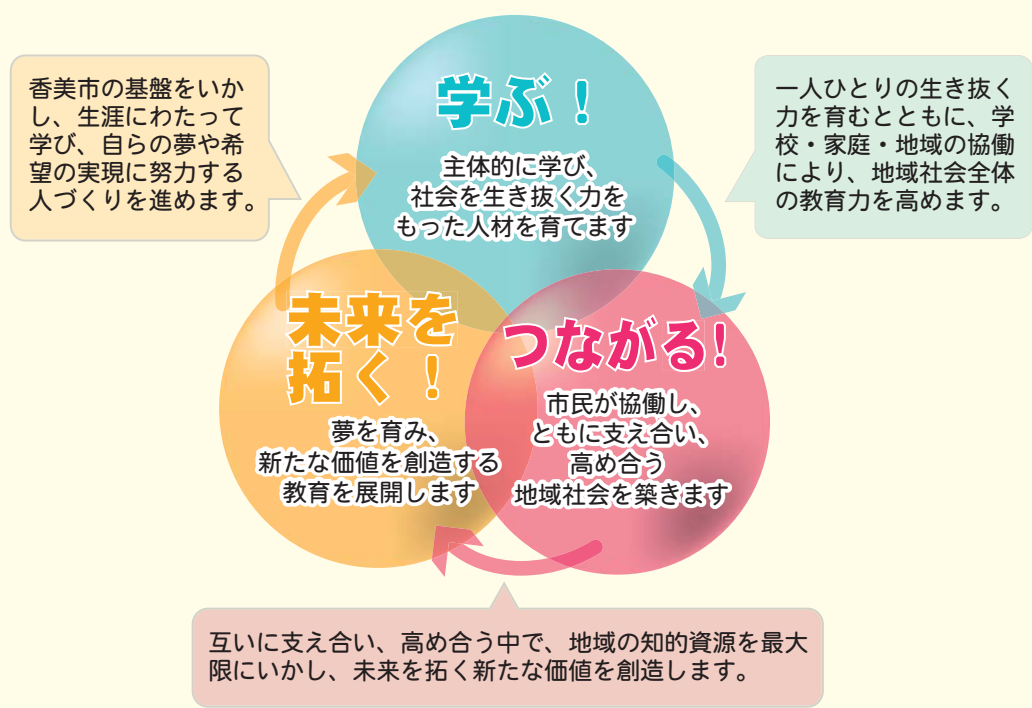 香美市の基盤をいか
し、生涯にわたって
学び、自らの夢や希
望の実現に努力する
人づくりを進めます。
学ぶ！
主体的に学び、
社会を生き抜く力を
もった人材を育てます
一人ひとりの生き抜く
力を育むとともに、学
校・家庭・地域の協働
により、地域社会全体
の教育力を高めます。
未来を
拓く！
夢を育み、
新たな価値を創造する
教育を展開します
つながる!
市民が協働し、
ともに支え合い、
高め合う
地域社会を築きます
互いに支え合い、高め合う中で、地域の知的資源を最大
限にいかし、未来を拓く新たな価値を創造します。